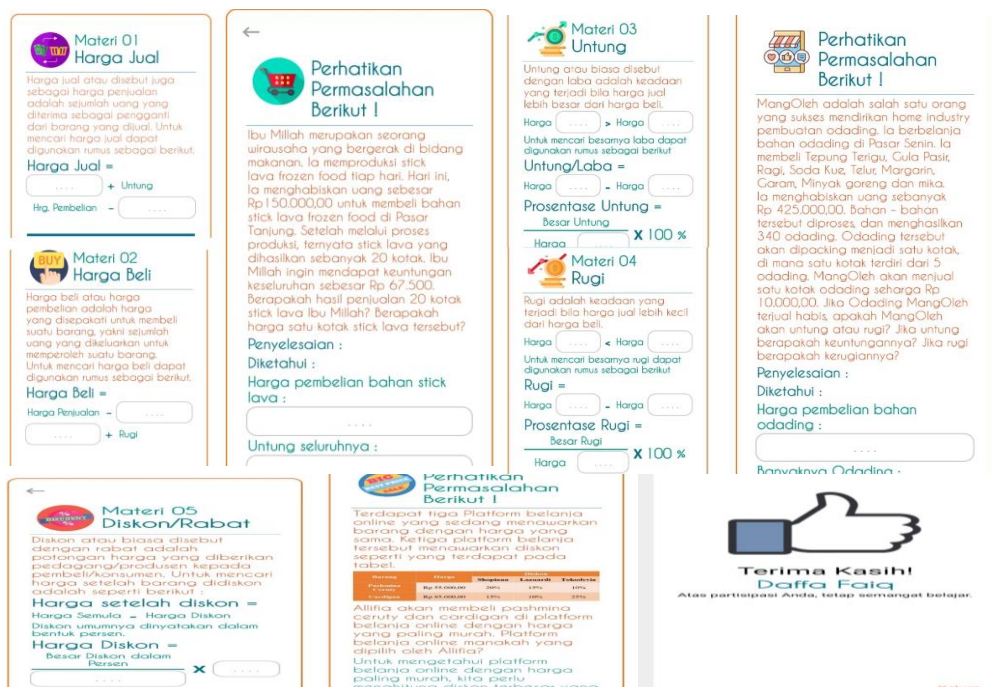 Materi 01
Harga Jual
Harga jual atau disebut juga
sebagai harga penjualan
adalah sejumlah uang yang
diterima sebagai pengganti
dari barang yang dijual. Untuk
mencari harga jual dapat
digunakan rumus sebagai berikut.
Harga Jual =
.... + Untung
Hrg. Pembelian - ....
BUY
Materi 02
Harga Beli
Harga beli atau harga
pembelian adalah harga
yang disepakati untuk membeli
suatu barang, yakni sejumlah
uang yang dikeluarkan untuk
memperoleh suatu barang.
Untuk mencari harga beli dapat
digunakan rumus sebagai berikut.
Harga Beli =
Harga Penjualan - ....
.... + Rugi
Perhatikan
Permasalahan
Berikut !
Ibu Millah merupakan seorang
wirausaha yang bergerak di bidang
makanan. Ia memproduksi stick
lava frozen food tiap hari. Hari ini,
Ia menghabiskan uang sebesar
Rp150.000,00 untuk membeli bahan
stick lava frozen food di Pasar
Tanjung. Setelah melalui proses
produksi, ternyata stick lava yang
dihasilkan sebanyak 20 kotak. Ibu
Millah ingin mendapat keuntungan
keseluruhan sebesar Rp 67.500.
Berapakah hasil penjualan 20 kotak
stick lava Ibu Millah? Berapakah
harga satu kotak stick lava tersebut?
Penyelesaian :
Diketahui :
Harga pembelian bahan stick
lava :
....
Untung seluruhnya :
Materi 03
Untung
Untung atau biasa disebut
dengan laba adalah keadaan
yang terjadi bila harga jual
lebih besar dari harga beli.
Harga .... > Harga ....
Untuk mencari besarnya laba dapat
digunakan rumus sebagai berikut
Untung/Laba =
Harga .... - Harga ....
Prosentase Untung =
Besar Untung
Harga X 100 %
Materi 04
Rugi
Rugi adalah keadaan yang
terjadi bila harga jual lebih kecil
dari harga beli.
Harga .... < Harga ....
Untuk mencari besarnya rugi dapat
digunakan rumus sebagai berikut
Rugi =
Harga .... - Harga ....
Prosentase Rugi =
Besar Rugi
Harga .... X 100 %
Perhatikan
Permasalahan
Berikut !
MangOleh adalah salah satu orang
yang sukses mendirikan home industry
pembuatan odading. Ia berbelanja
bahan odading di Pasar Senin. Ia
membeli Tepung Terigu, Gula Pasir,
Ragi, Soda Kue, Telur, Margarin,
Garam, Minyak goreng dan mika.
Ia menghabiskan uang sebanyak
Rp 425.000,00. Bahan - bahan
tersebut diproses, dan menghasilkan
340 odading. Odading tersebut
akan dipacking menjadi satu kotak,
di mana satu kotak terdiri dari 5
odading. MangOleh akan menjual
satu kotak odading seharga Rp
10.000,00. Jika Odading MangOleh
terjual habis, apakah MangOleh
akan untung atau rugi? Jika untung
berapakah keuntungannya? Jika rugi
berapakah kerugiannya?
Penyelesaian :
Diketahui :
Harga pembelian bahan
odading :
....
Banyaknya Odading :
DISCOUNT
Materi 05
Diskon/Rabat
Diskon atau biasa disebut
dengan rabat adalah
potongan harga yang diberikan
pedagang/produsen kepada
pembeli/konsumen. Untuk mencari
harga setelah barang didiskon
adalah seperti berikut :
Harga setelah diskon =
Harga Semula - Harga Diskon
Diskon umumnya dinyatakan dalam
bentuk persen.
Harga Diskon =
Besar Diskon dalam
Persen
.... X ....
BIG
SALE
Perhatikan
Permasalahan
Berikut !
Terdapat tiga Platform belanja
online yang sedang menawarkan
barang dengan harga yang
sama. Ketiga platform belanja
tersebut menawarkan diskon
seperti yang terdapat pada
tabel.
Barang Harga Diskon
Pashmina Ceruty 20% 15% 10%
Cardigan Rp 89.000,00 15% 20% 25%
Allifia akan membeli pashmina
ceruty dan cardigan di platform
belanja online dengan harga
yang paling murah. Platform
belanja online manakah yang
dipilih oleh Allifia?
Untuk mengetahui platform
belanja online dengan harga
paling murah, kita perlu
Terima Kasih!
Daffa Faiq
Atas partisipasi Anda, tetap semangat belajar.